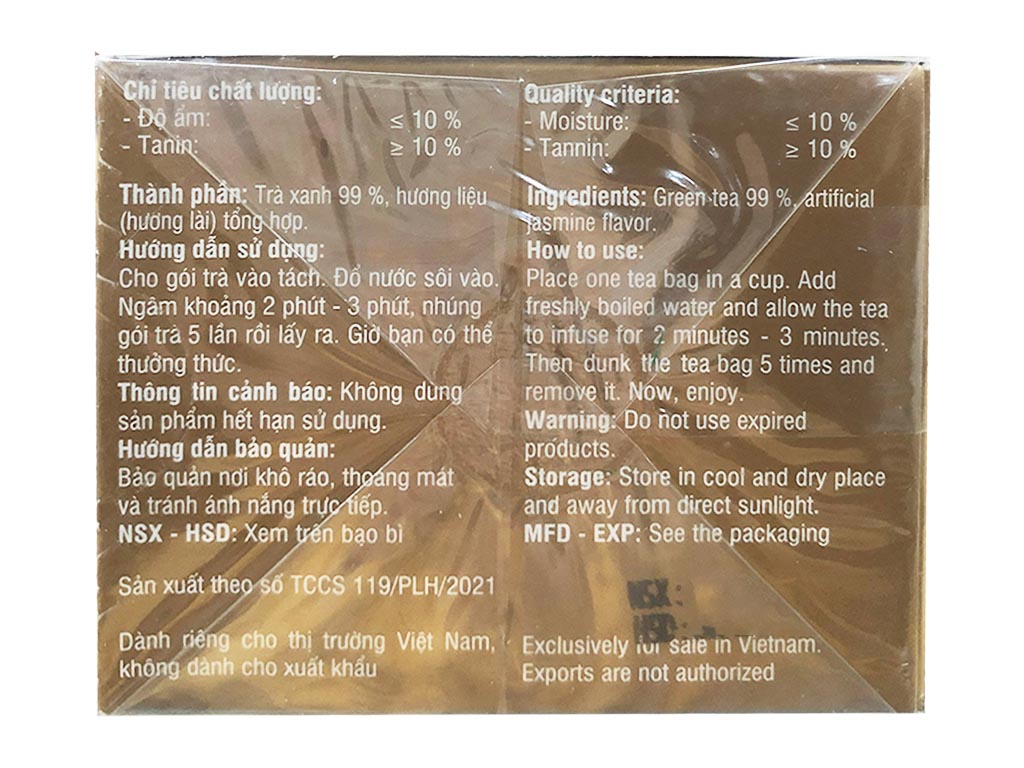 Chỉ tiêu chất lượng:
- Độ ẩm: ≤ 10 %
- Tanin: ≥ 10 %
Thành phần: Trà xanh 99 %, hương liệu
(hương lài) tổng hợp.
Hướng dẫn sử dụng:
Cho gói trà vào tách. Đổ nước sôi vào.
Ngâm khoảng 2 phút - 3 phút, nhúng
gói trà 5 lần rồi lấy ra. Giờ bạn có thể
thưởng thức.
Thông tin cảnh báo: Không dùng
sản phẩm hết hạn sử dụng.
Hướng dẫn bảo quản:
Bảo quản nơi khô ráo, thoáng mát
và tránh ánh nắng trực tiếp.
NSX - HSD: Xem trên bao bì
Sản xuất theo số TCCS 119/PLH/2021
Dành riêng cho thị trường Việt Nam,
không dành cho xuất khẩu
Quality criteria:
- Moisture: ≤ 10 %
- Tannin: ≥ 10 %
Ingredients: Green tea 99 %, artificial
jasmine flavor.
How to use:
Place one tea bag in a cup. Add
freshly boiled water and allow the tea
to infuse for 2 minutes - 3 minutes.
Then dunk the tea bag 5 times and
remove it. Now, enjoy.
Warning: Do not use expired
products.
Storage: Store in cool and dry place
and away from direct sunlight.
MFD - EXP: See the packaging
NSX:
HSD:
Exclusively for sale in Vietnam.
Exports are not authorized